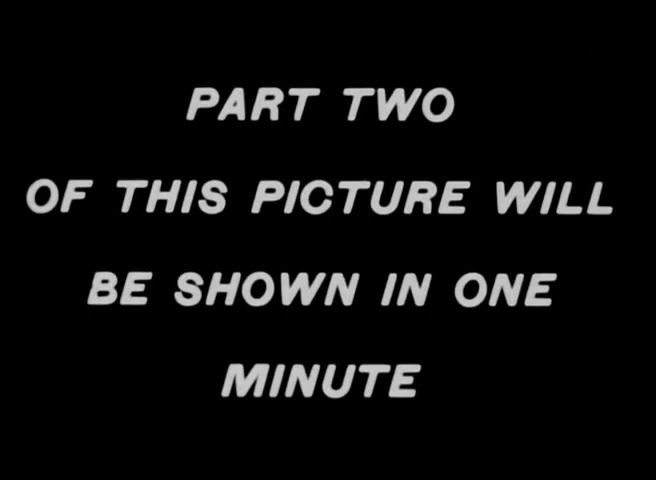 PART TWO
OF THIS PICTURE WILL
BE SHOWN IN ONE
MINUTE